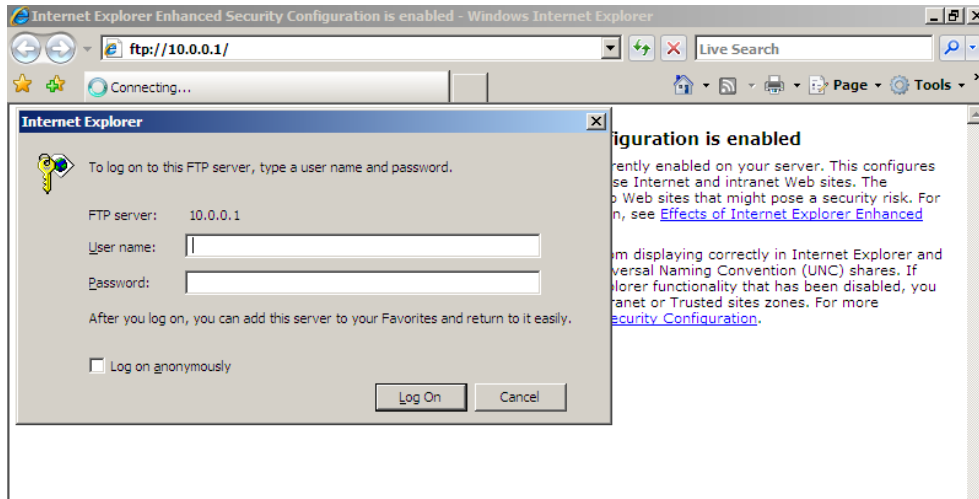 Internet Explorer Enhanced Security Configuration is enabled - Windows Internet Explorer
ftp://10.0.0.1/
Live Search
Connecting...
Page
Tools
Internet Explorer
To log on to this FTP server, type a user name and password.
FTP server: 10.0.0.1
User name:
Password:
After you log on, you can add this server to your Favorites and return to it easily.
Log on anonymously
Log On Cancel
figuration is enabled
rently enabled on your server. This configures
se Internet and intranet Web sites. The
o Web sites that might pose a security risk. For
n, see Effects of Internet Explorer Enhanced
om displaying correctly in Internet Explorer and
versal Naming Convention (UNC) shares. If
plorer functionality that has been disabled, you
ranet or Trusted sites zones. For more
ecurity Configuration.